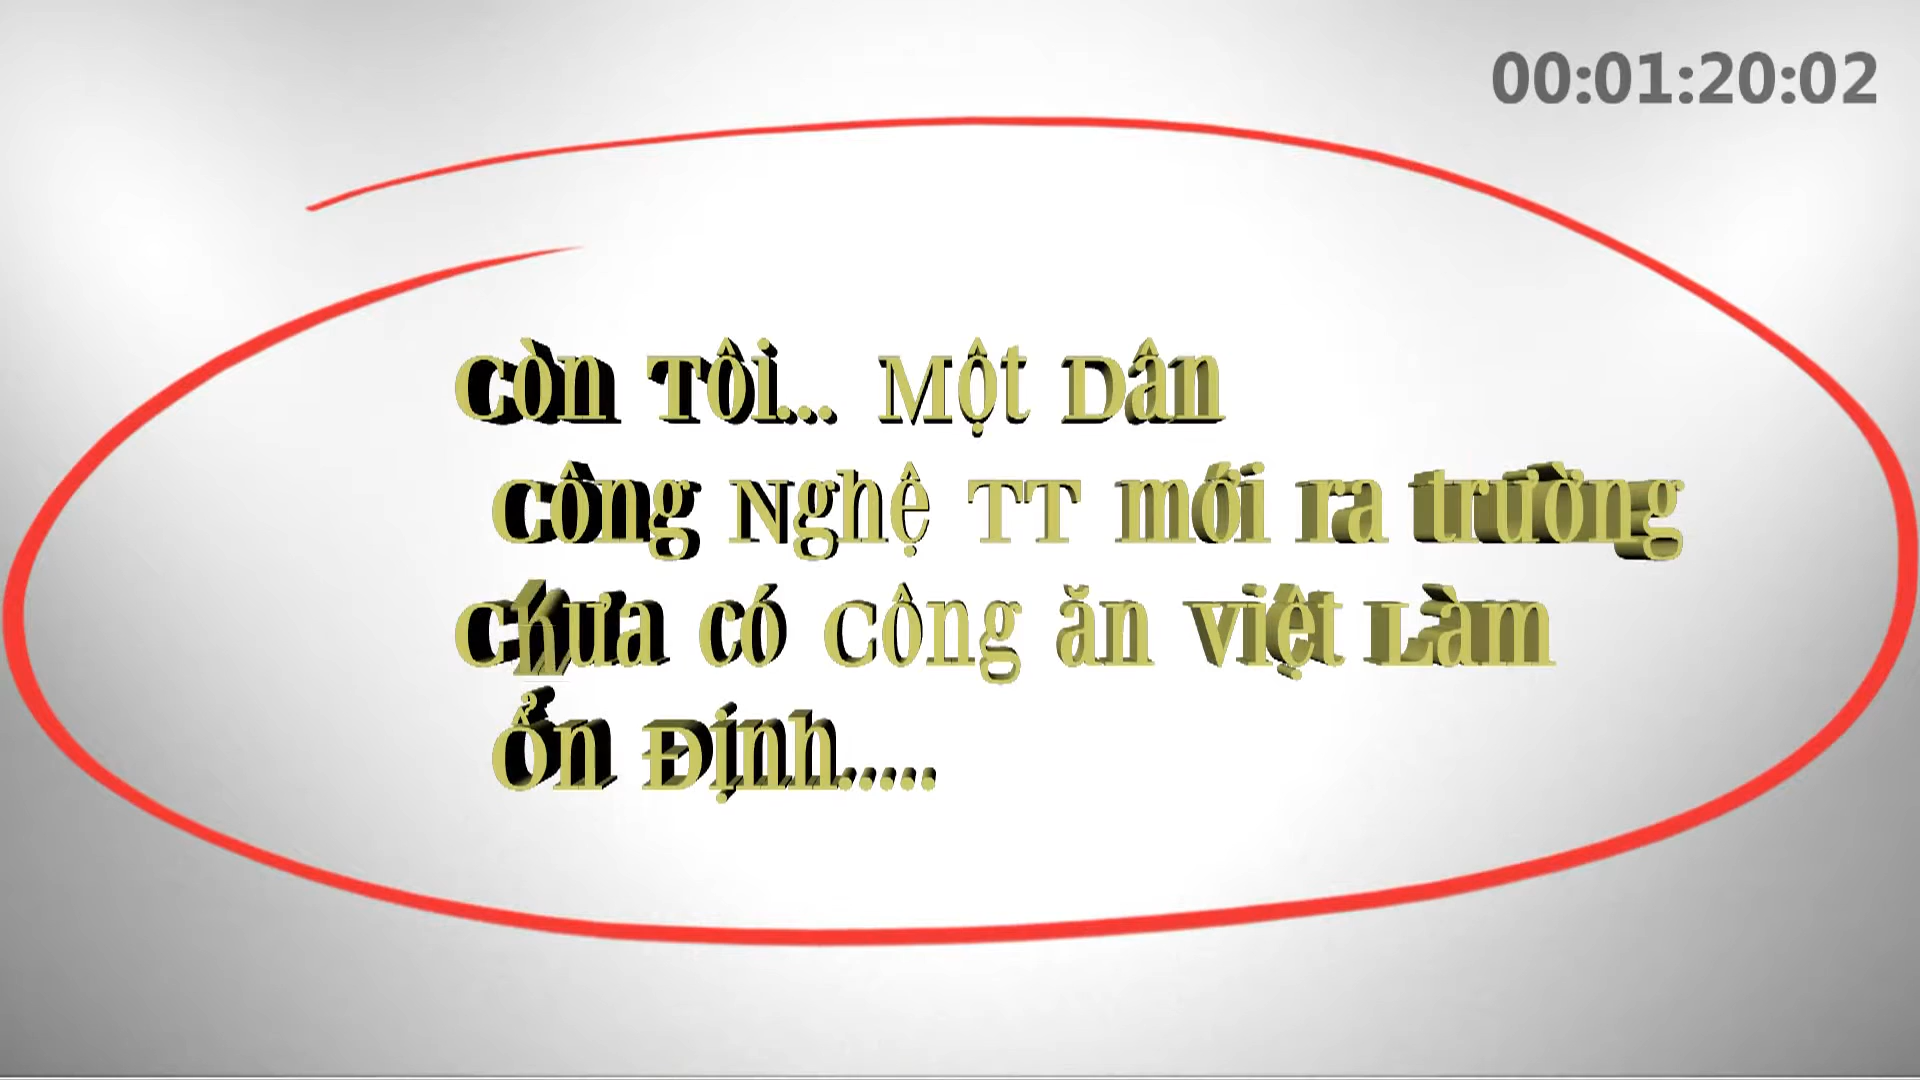 00:01:20:02
Còn Tôi... Một Dân
Công Nghệ TT mới ra trường
Chưa có Công ăn việt Làm
ổn Định.....